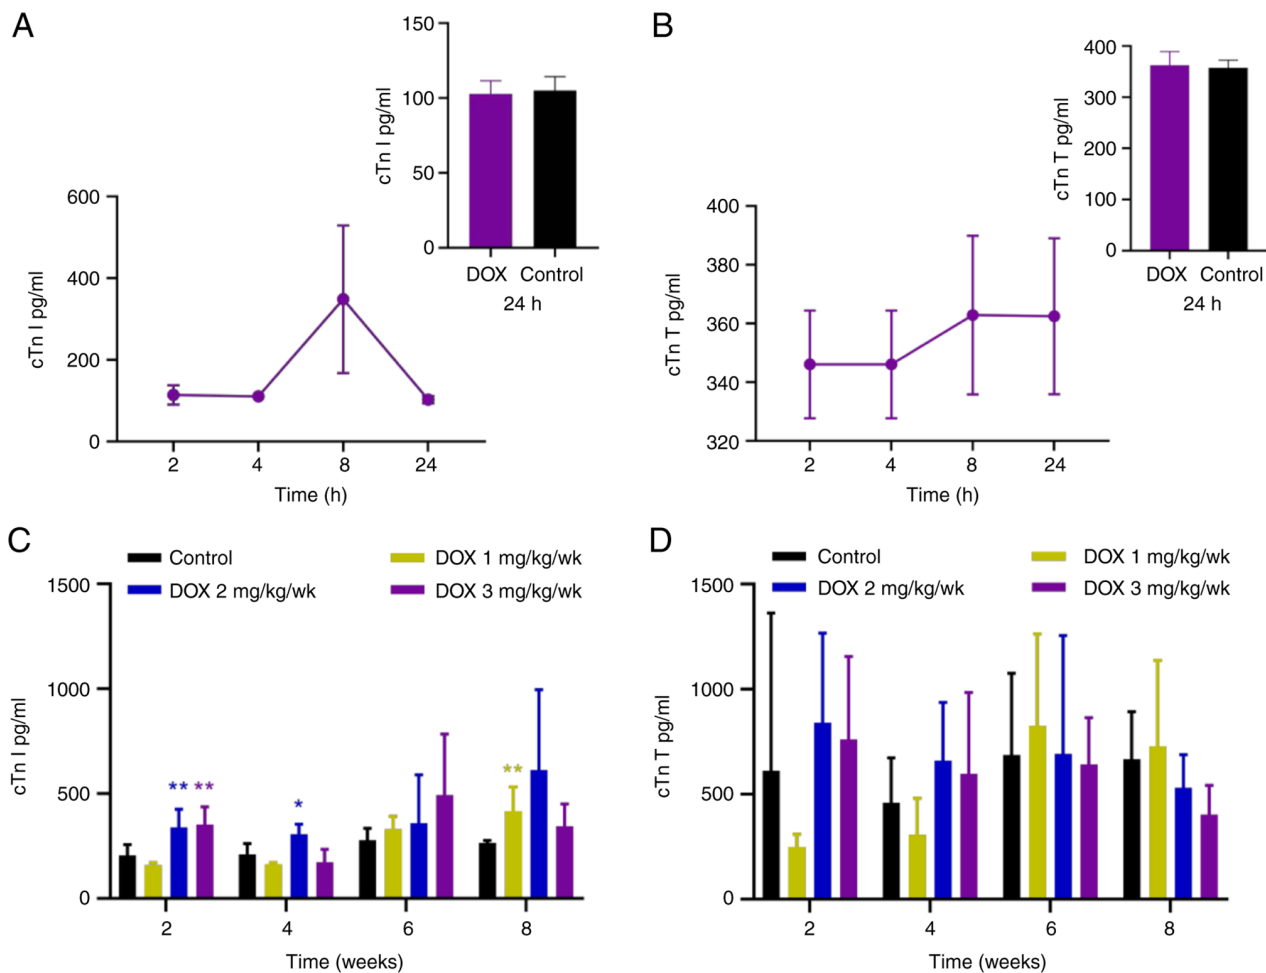 A
150
100
50
0
cTn I pg/ml
DOX Control
24 h
600
400
200
0
cTn I pg/ml
2 4 8 24
Time (h)
B
400
300
200
100
0
cTn T pg/ml
DOX Control
24 h
400
380
360
340
320
cTn T pg/ml
2 4 8 24
Time (h)
C
Control DOX 1 mg/kg/wk
DOX 2 mg/kg/wk DOX 3 mg/kg/wk
1500
1000
500
0
cTn I pg/ml
** ** * **
2 4 6 8
Time (weeks)
D
Control DOX 1 mg/kg/wk
DOX 2 mg/kg/wk DOX 3 mg/kg/wk
1500
1000
500
0
cTn T pg/ml
2 4 6 8
Time (weeks)